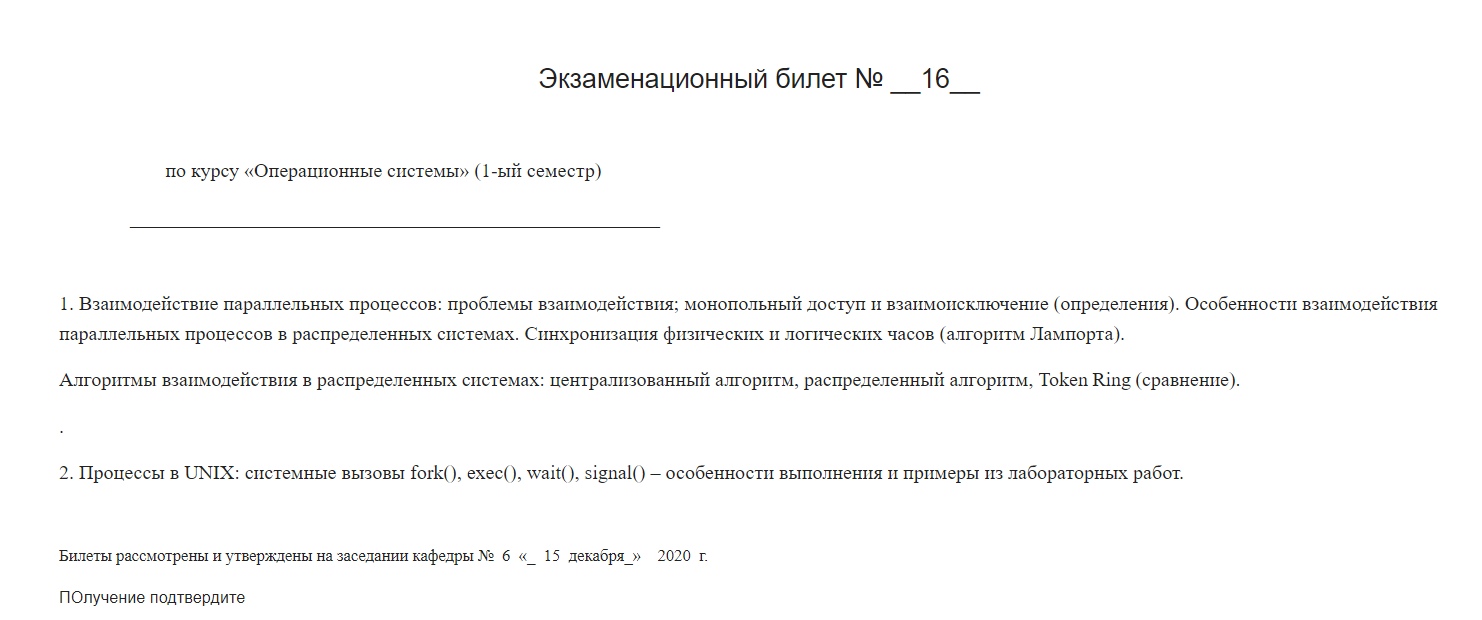 Экзаменационный билет № __16__
по курсу «Операционные системы» (1-ый семестр)
1. Взаимодействие параллельных процессов: проблемы взаимодействия; монопольный доступ и взаимоисключение (определения). Особенности взаимодействия
параллельных процессов в распределенных системах. Синхронизация физических и логических часов (алгоритм Лампорта).
Алгоритмы взаимодействия в распределенных системах: централизованный алгоритм, распределенный алгоритм, Token Ring (сравнение).
.
2. Процессы в UNIX: системные вызовы fork(), exec(), wait(), signal() – особенности выполнения и примеры из лабораторных работ.
Билеты рассмотрены и утверждены на заседании кафедры № 6 «_ 15 декабря_» 2020 г.
ПОлучение подтвердите